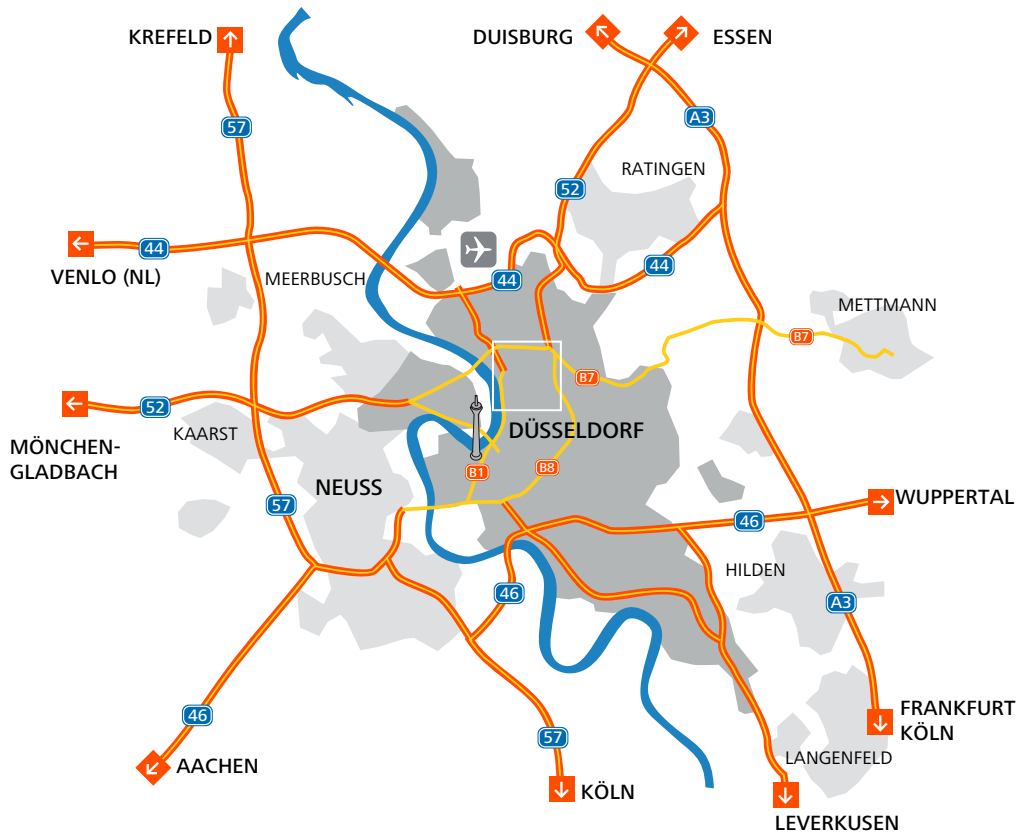 KREFELD
DUISBURG
ESSEN
A3
57
RATINGEN
52
44
VENLO (NL)
MEERBUSCH
44
44
METTMANN
B7
B7
52
KAARST
MÖNCHEN-
GLADBACH
DÜSSELDORF
B1
B8
NEUSS
57
WUPPERTAL
46
HILDEN
46
A3
46
AACHEN
57
KÖLN
FRANKFURT
KÖLN
LANGENFELD
LEVERKUSEN